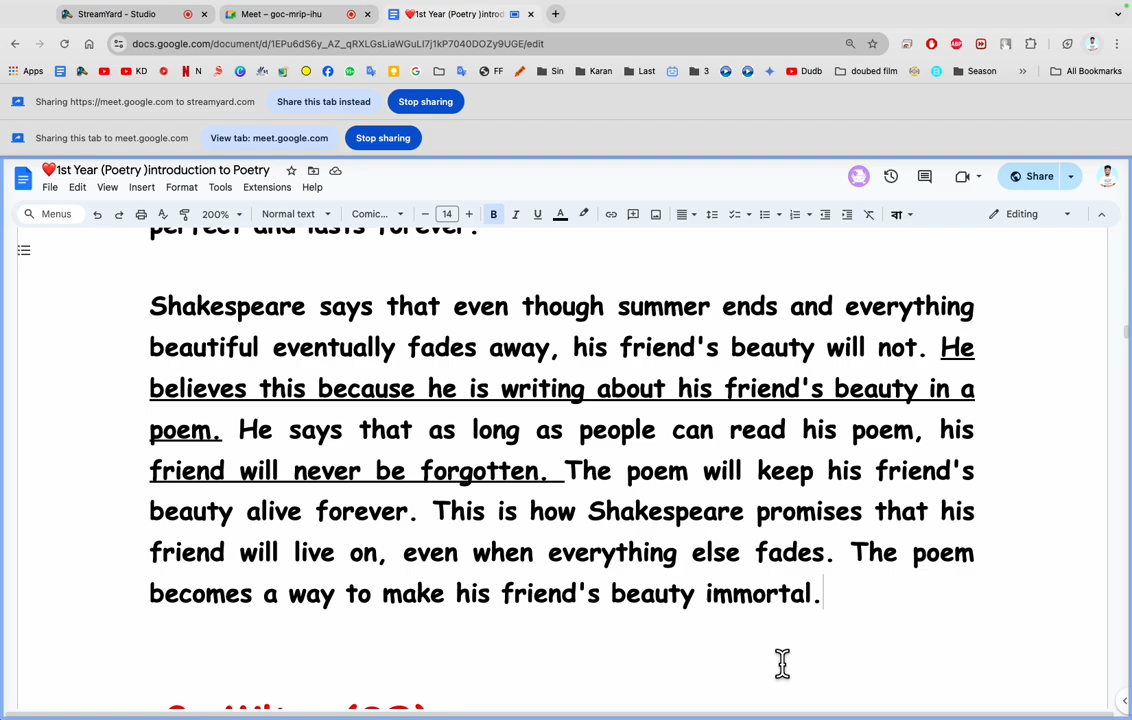 StreamYard - Studio
Meet – goc-mrip-ihu
❤️1st Year (Poetry )introd
docs.google.com/document/d/1EPu6dS6y_AZ_qRXLGsLiaWGuLI7j1kP7040DOZy9UGE/edit
Apps KD N FF Sin Karan Last 3 Dudb doubed film Season All Bookmarks
Sharing https://meet.google.com to streamyard.com Share this tab instead Stop sharing
Sharing this tab to meet.google.com View tab: meet.google.com Stop sharing
❤️1st Year (Poetry )introduction to Poetry
File Edit View Insert Format Tools Extensions Help
Share
Menus 200% Normal text Comic... 14 B I U A বা Editing
perfect and lasts forever.
Shakespeare says that even though summer ends and everything
beautiful eventually fades away, his friend's beauty will not. He
believes this because he is writing about his friend's beauty in a
poem. He says that as long as people can read his poem, his
friend will never be forgotten. The poem will keep his friend's
beauty alive forever. This is how Shakespeare promises that his
friend will live on, even when everything else fades. The poem
becomes a way to make his friend's beauty immortal.